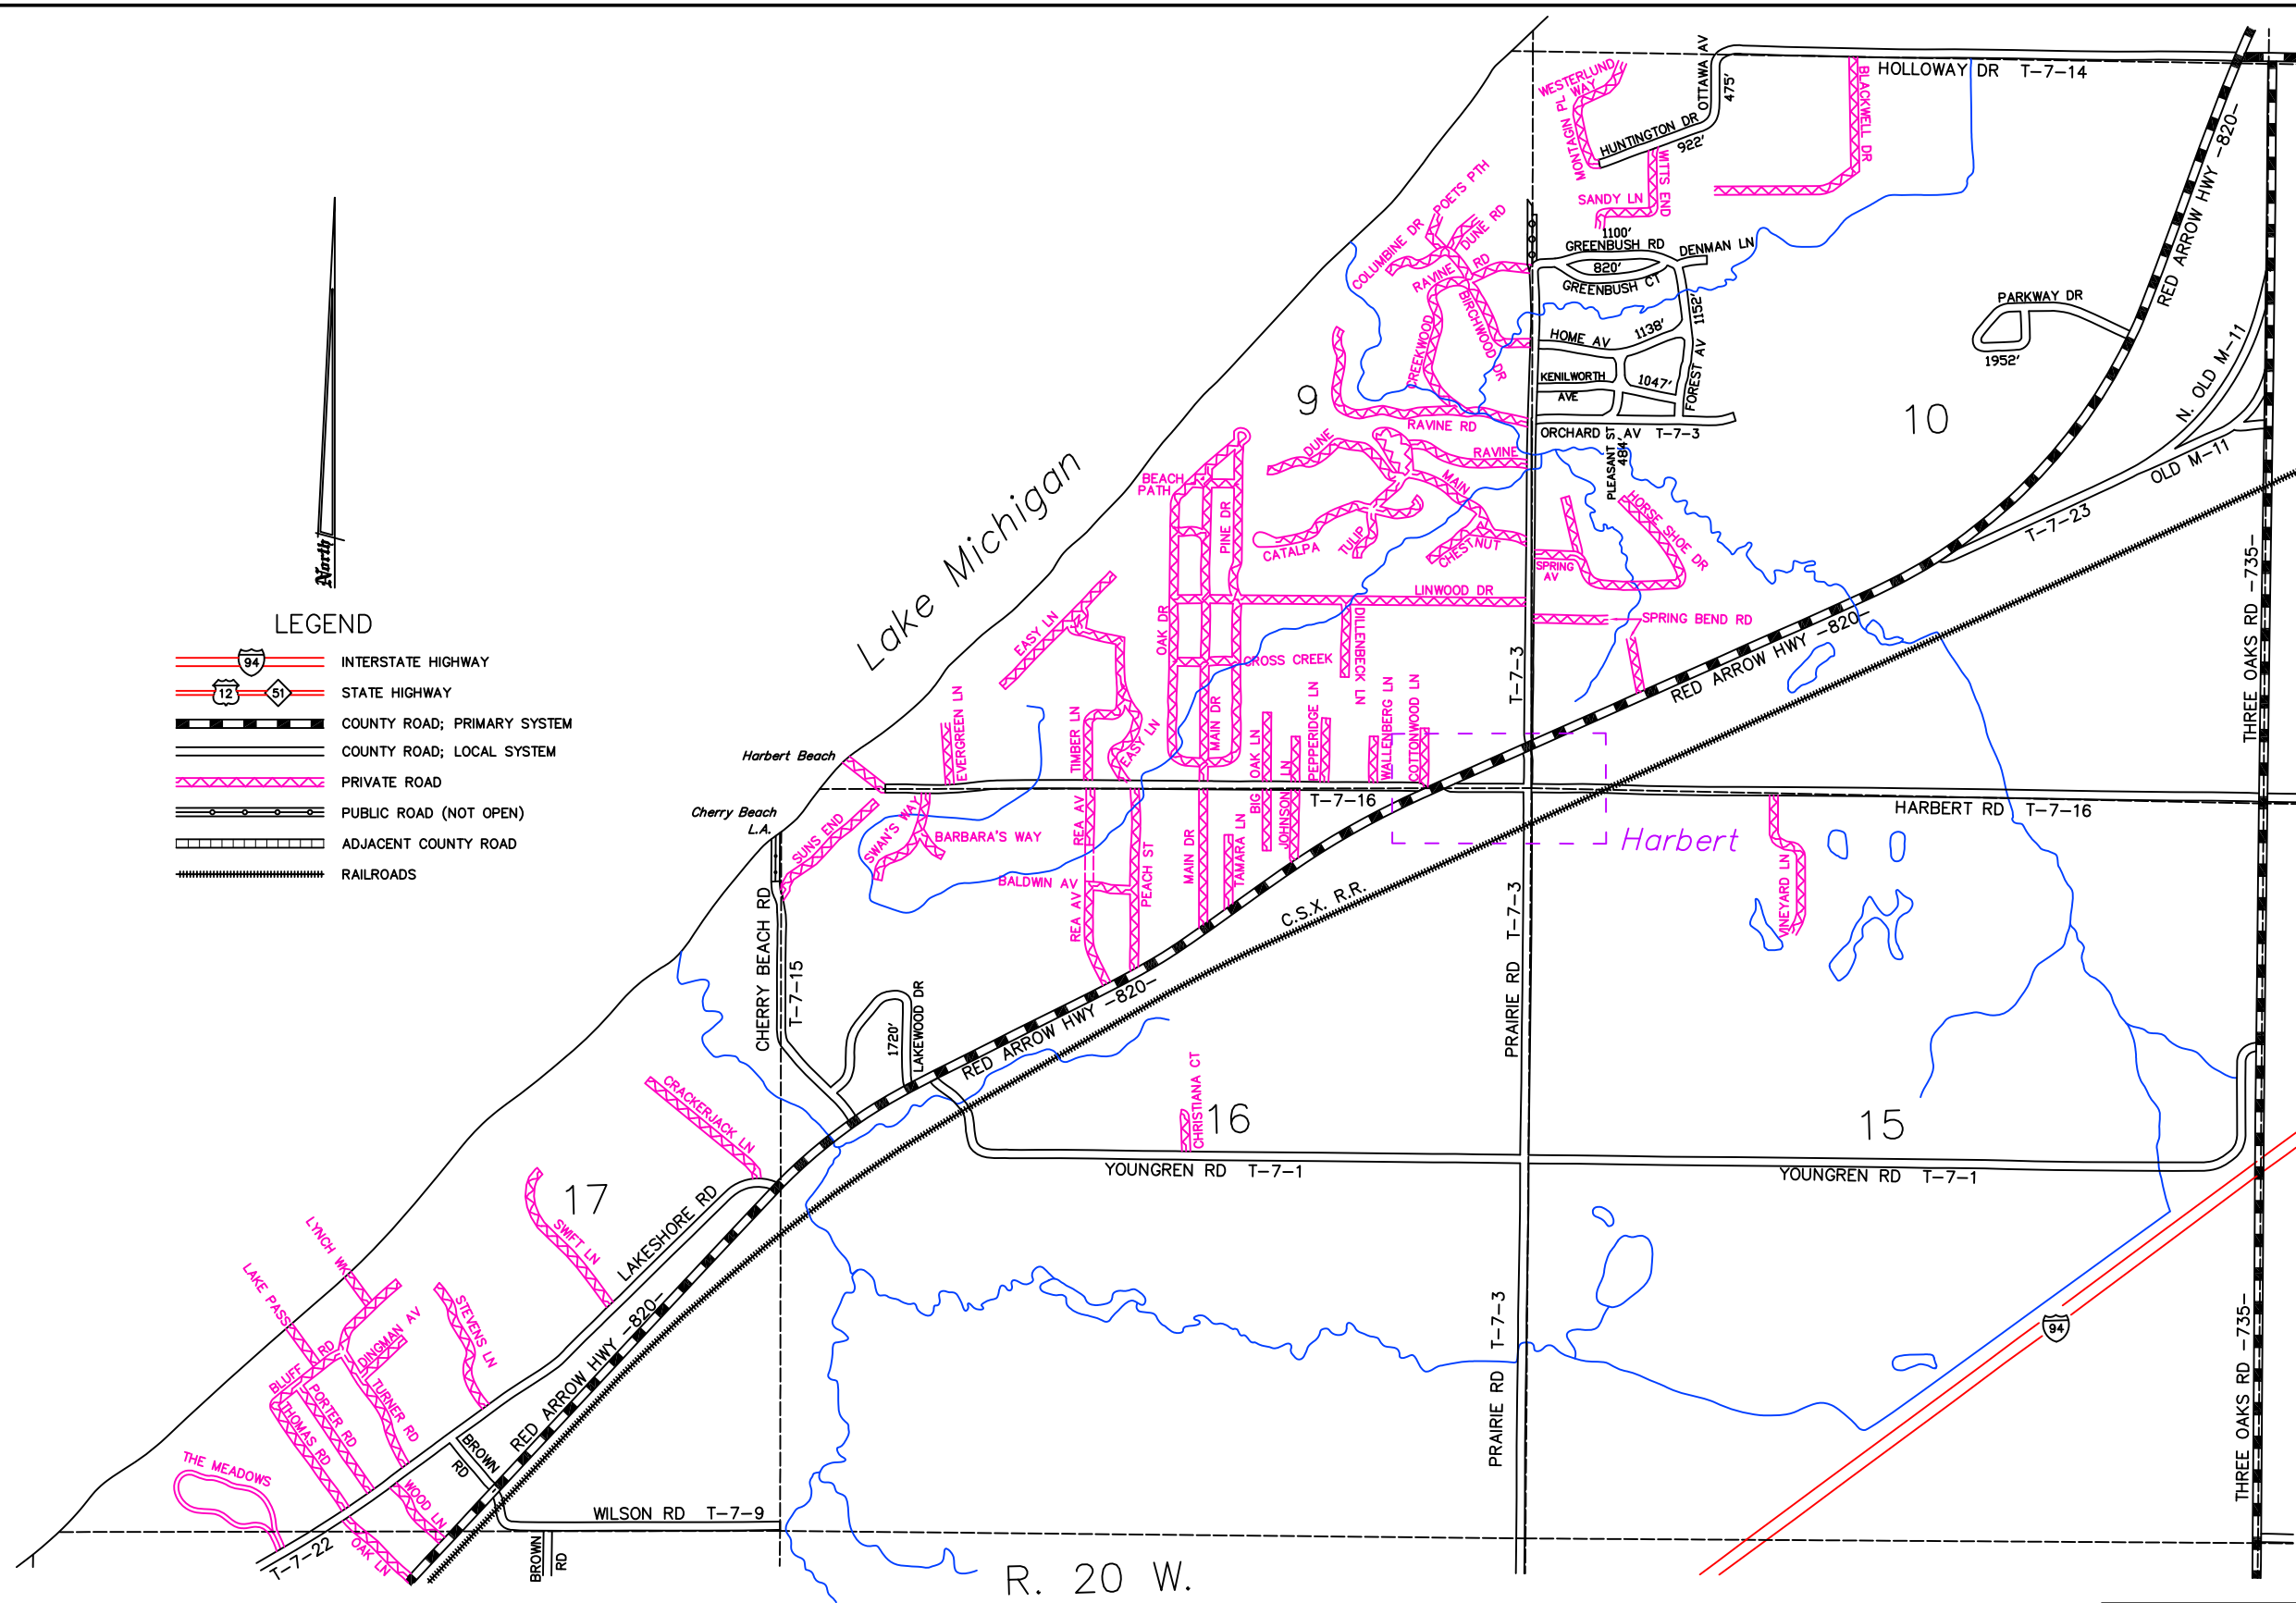 WESTERLUND
WAY
MONTAGIN PL
OTTAWA AV
475'
HUNTINGTON DR
922'
WITTS END
SANDY LN
HOLLOWAY DR T-7-14
BLACKWELL DR
RED ARROW HWY -820-
POETS PTH
COLUMBINE DR
DUNE RD
RAVINE RD
BIRCHWOOD DR
CREEKWOOD
1100'
GREENBUSH RD
DENMAN LN
820'
GREENBUSH CT
1152'
HOME AV
1138'
KENILWORTH
AVE
1047'
FOREST AV
ORCHARD AV T-7-3
PLEASANT ST
484'
PARKWAY DR
1952'
N. OLD M-11
OLD M-11
T-7-23
9
10
RAVINE RD
DUNE
RAVINE
MAIN
BEACH
PATH
PINE DR
CATALPA
TULIP
CHESTNUT
SPRING
AV
HORSE SHOE DR
LINWOOD DR
SPRING BEND RD
RED ARROW HWY -820-
THREE OAKS RD -735-
Lake Michigan
North
LEGEND
94
INTERSTATE HIGHWAY
12
51
STATE HIGHWAY
COUNTY ROAD; PRIMARY SYSTEM
COUNTY ROAD; LOCAL SYSTEM
PRIVATE ROAD
PUBLIC ROAD (NOT OPEN)
ADJACENT COUNTY ROAD
RAILROADS
EASY LN
OAK DR
CROSS CREEK
DILLENBECK LN
T-7-3
EVERGREEN LN
TIMBER LN
EASY LN
MAIN DR
BIG OAK LN
JOHNSON LN
PEPPERIDGE LN
WALLENBERG LN
COTTONWOOD LN
Harbert Beach
Cherry Beach
L.A.
T-7-16
HARBERT RD T-7-16
Harbert
SUNS END
SWAN'S WAY
BARBARA'S WAY
REA AV
BALDWIN AV
REA AV
PEACH ST
MAIN DR
TAMARA LN
VINEYARD LN
C.S.X. R.R.
PRAIRIE RD T-7-3
CHERRY BEACH RD
T-7-15
1720'
LAKEWOOD DR
RED ARROW HWY -820-
CHRISTIANA CT
16
15
YOUNGREN RD T-7-1
YOUNGREN RD T-7-1
CRACKERJACK LN
17
SWIFT LN
LAKESHORE RD
LYNCH WK
LAKE PASS
STEVENS LN
DINGMAN AV
BLUFF RD
PORTER RD
THOMAS RD
TURNER RD
RED ARROW HWY -820-
PRAIRIE RD T-7-3
94
THREE OAKS RD -735-
THE MEADOWS
BROWN
RD
WOOD LN
OAK LN
T-7-22
WILSON RD T-7-9
BROWN
RD
R. 20 W.